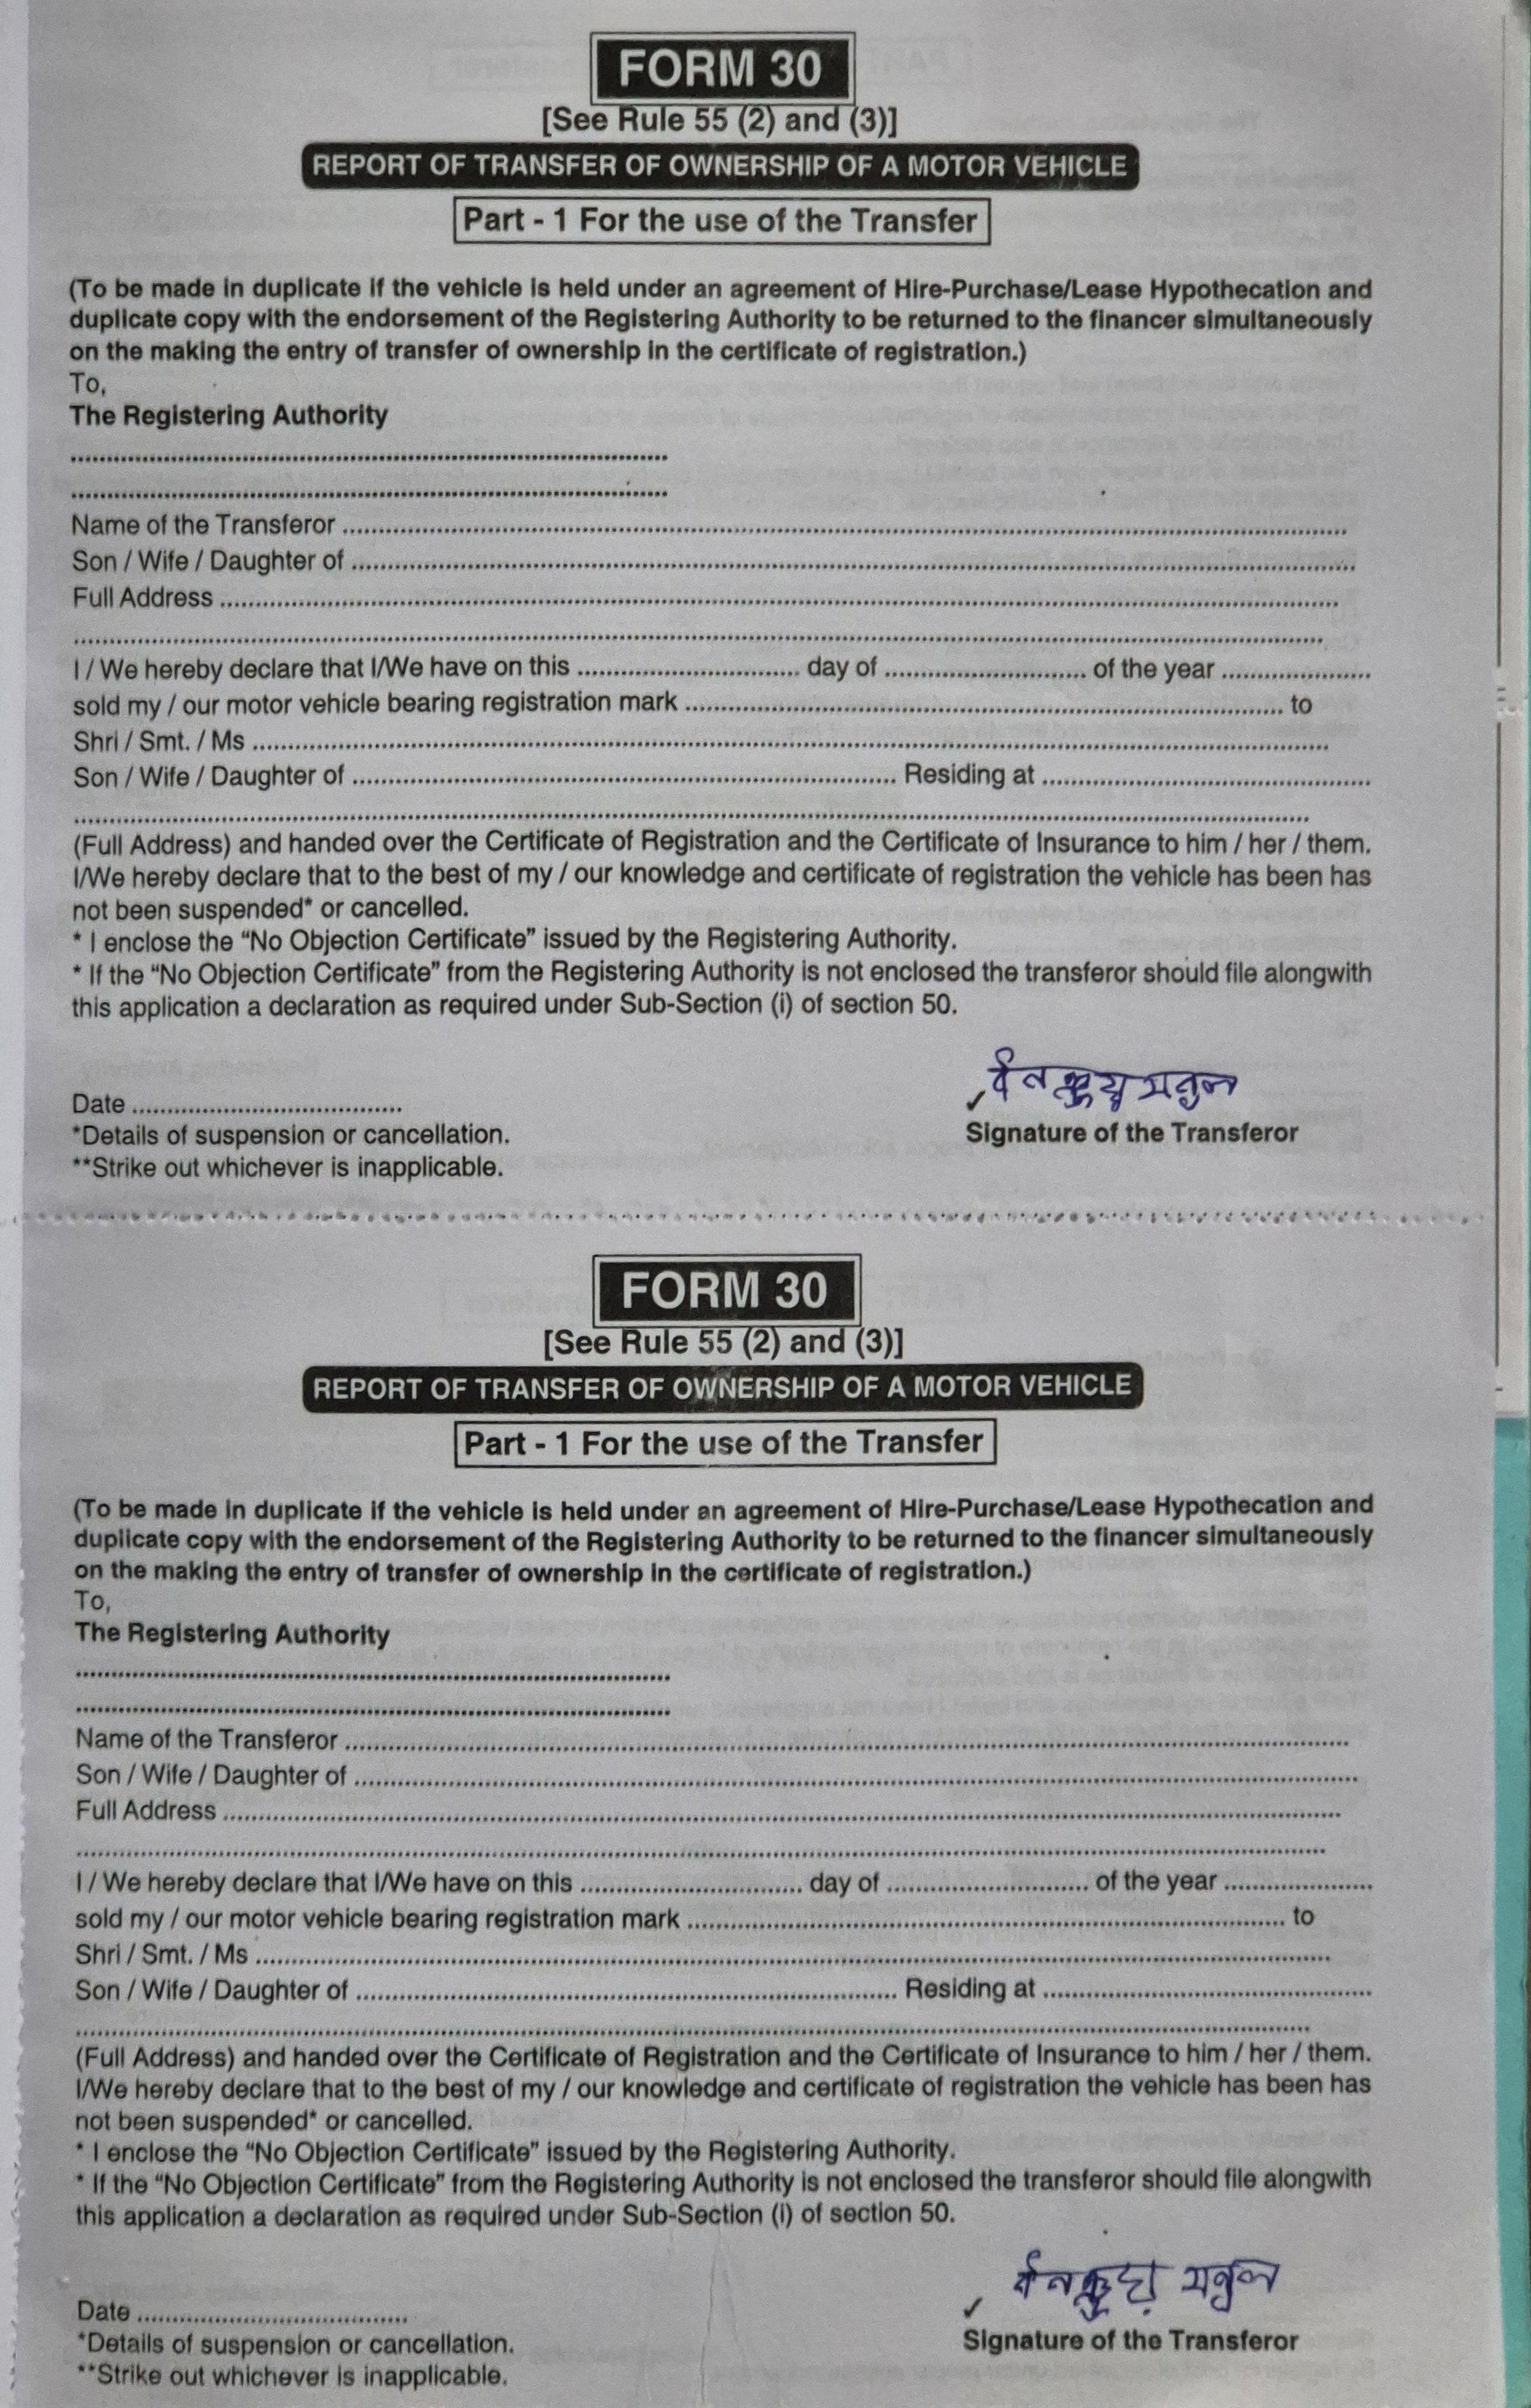 FORM 30
[See Rule 55 (2) and (3)]
REPORT OF TRANSFER OF OWNERSHIP OF A MOTOR VEHICLE
Part - 1 For the use of the Transfer
(To be made in duplicate if the vehicle is held under an agreement of Hire-Purchase/Lease Hypothecation and
duplicate copy with the endorsement of the Registering Authority to be returned to the financer simultaneously
on the making the entry of transfer of ownership in the certificate of registration.)
To,
The Registering Authority
Name of the Transferor
Son / Wife / Daughter of
Full Address
I / We hereby declare that I/We have on this ............ day of ............ of the year ............
sold my / our motor vehicle bearing registration mark ............ to
Shri / Smt. / Ms
Son / Wife / Daughter of ............ Residing at ............
(Full Address) and handed over the Certificate of Registration and the Certificate of Insurance to him / her / them.
I/We hereby declare that to the best of my / our knowledge and certificate of registration the vehicle has been has
not been suspended* or cancelled.
* I enclose the “No Objection Certificate” issued by the Registering Authority.
* If the “No Objection Certificate” from the Registering Authority is not enclosed the transferor should file alongwith
this application a declaration as required under Sub-Section (i) of section 50.
Date
Signature of the Transferor
*Details of suspension or cancellation.
**Strike out whichever is inapplicable.
FORM 30
[See Rule 55 (2) and (3)]
REPORT OF TRANSFER OF OWNERSHIP OF A MOTOR VEHICLE
Part - 1 For the use of the Transfer
(To be made in duplicate if the vehicle is held under an agreement of Hire-Purchase/Lease Hypothecation and
duplicate copy with the endorsement of the Registering Authority to be returned to the financer simultaneously
on the making the entry of transfer of ownership in the certificate of registration.)
To,
The Registering Authority
Name of the Transferor
Son / Wife / Daughter of
Full Address
I / We hereby declare that I/We have on this ............ day of ............ of the year ............
sold my / our motor vehicle bearing registration mark ............ to
Shri / Smt. / Ms
Son / Wife / Daughter of ............ Residing at ............
(Full Address) and handed over the Certificate of Registration and the Certificate of Insurance to him / her / them.
I/We hereby declare that to the best of my / our knowledge and certificate of registration the vehicle has been has
not been suspended* or cancelled.
* I enclose the “No Objection Certificate” issued by the Registering Authority.
* If the “No Objection Certificate” from the Registering Authority is not enclosed the transferor should file alongwith
this application a declaration as required under Sub-Section (i) of section 50.
Date
Signature of the Transferor
*Details of suspension or cancellation.
**Strike out whichever is inapplicable.